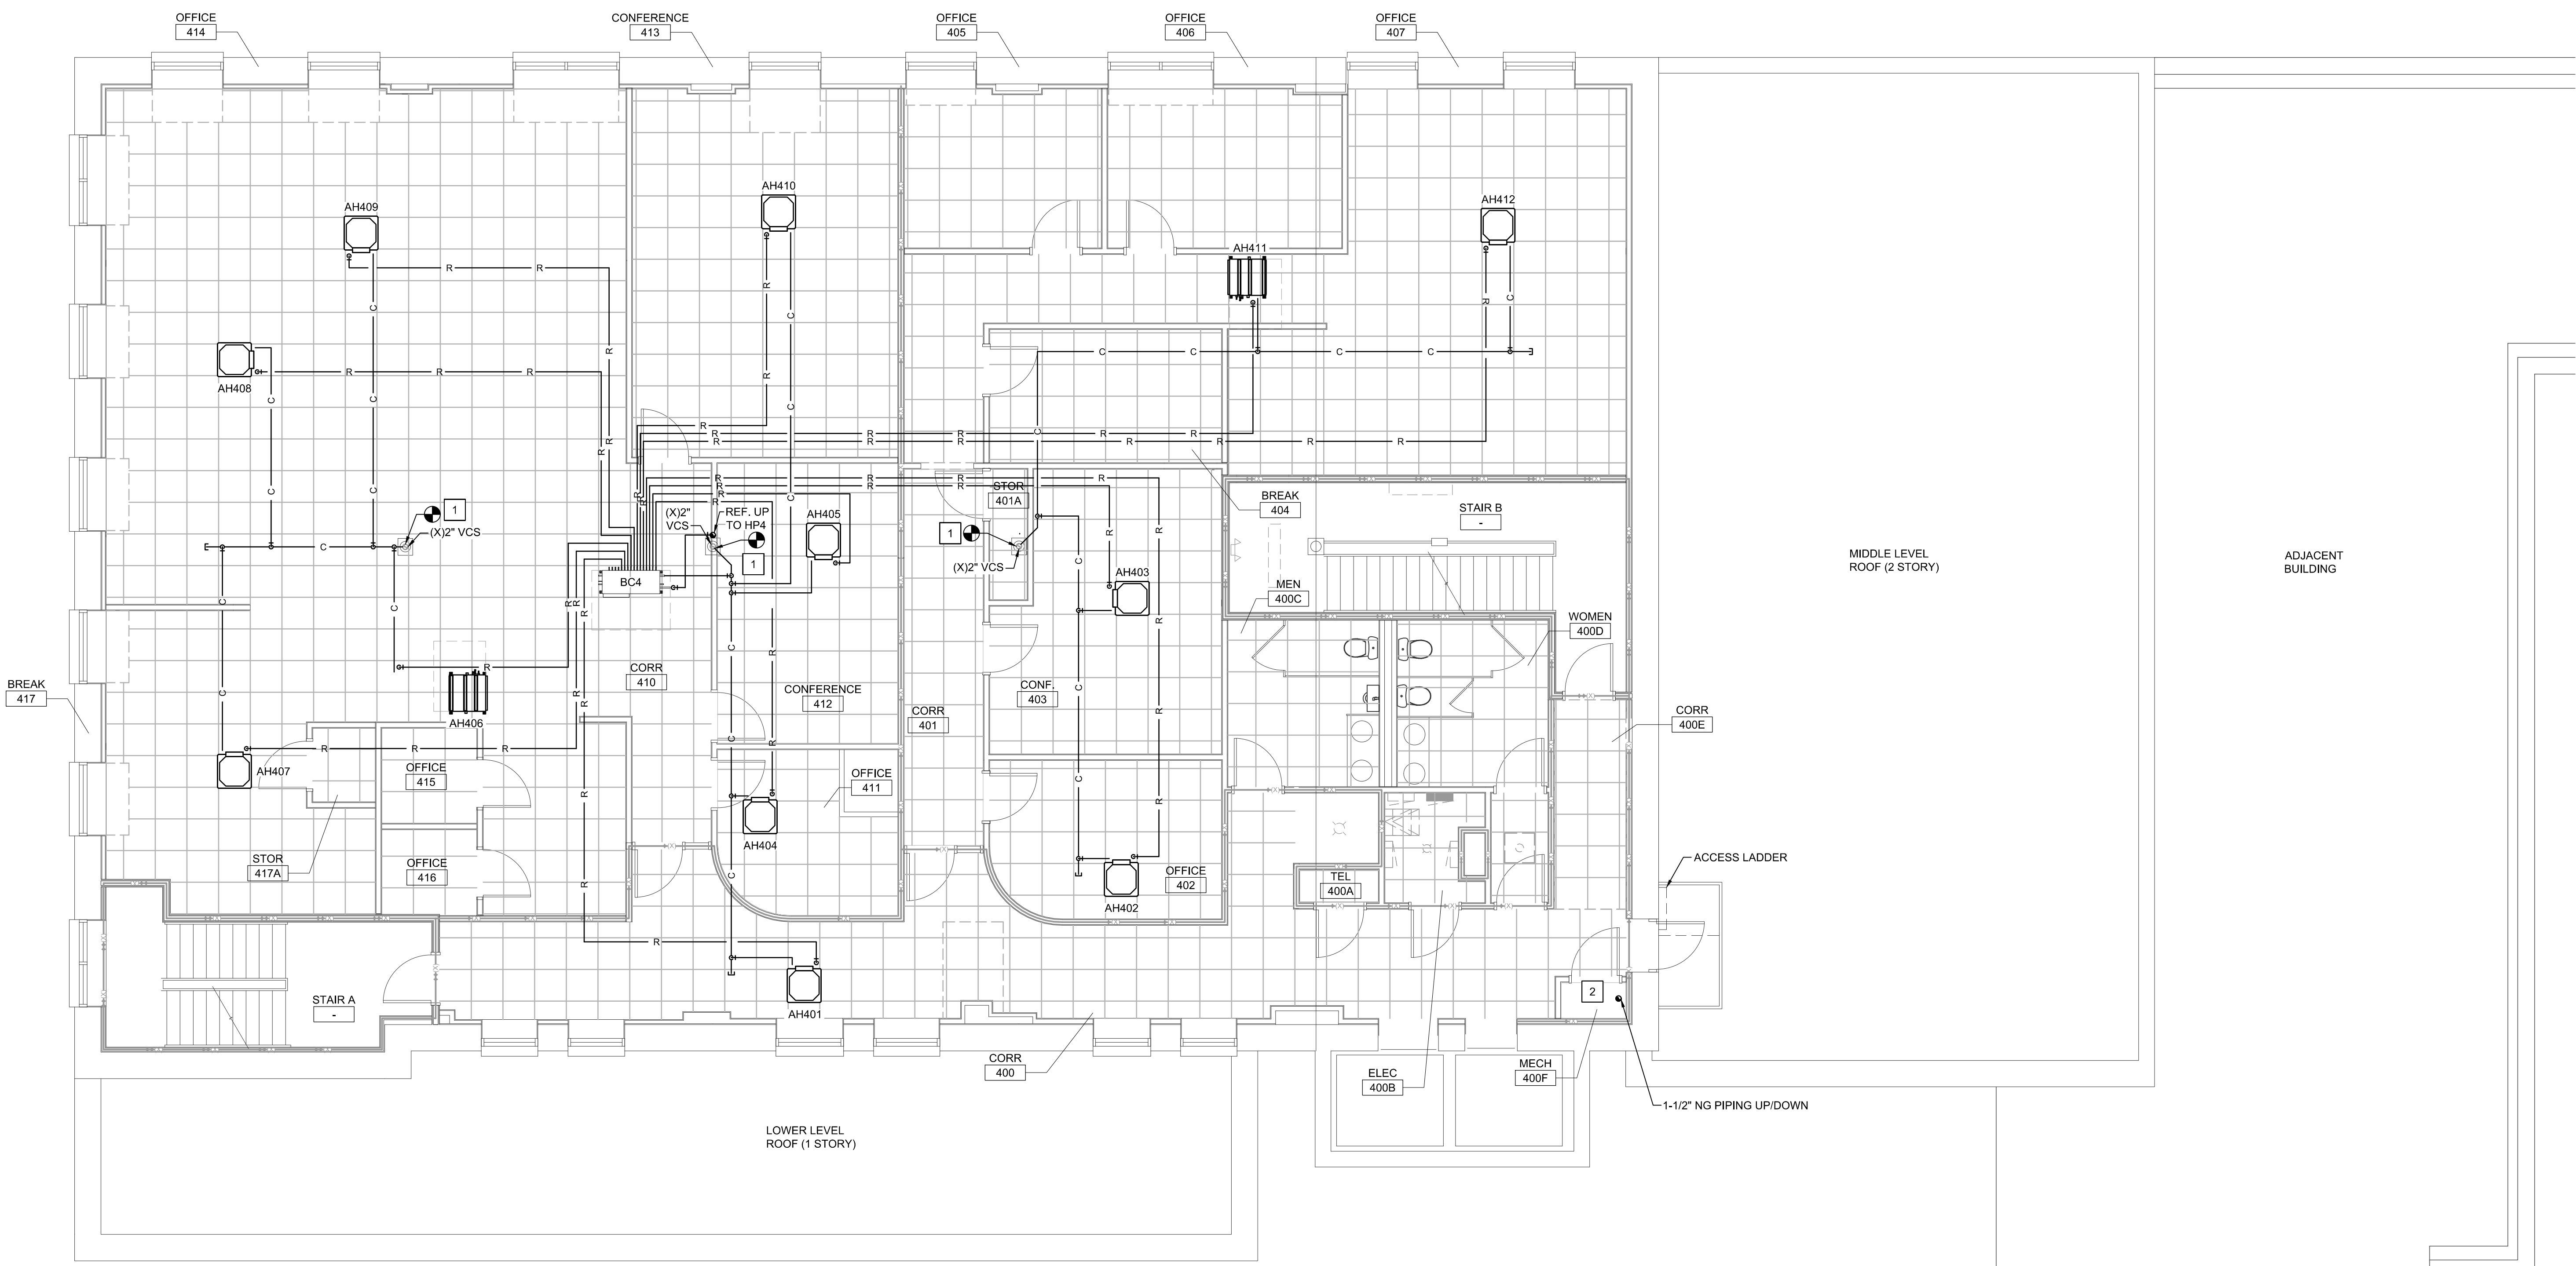 OFFICE
414
CONFERENCE
413
OFFICE
405
OFFICE
406
OFFICE
407
AH409
AH410
AH412
AH411
AH408
R R
R R R
C
C
C
C
R
R
R
R
R
C
C
R
C
C C C C
C
R
R R R R R
R R R R R R R R
R R R R
R R R
R
R
1
(X)2"
VCS
REF. UP
TO HP4
1
AH405
(X)2" VCS
STOR
401A
1
(X)2" VCS
BREAK
404
STAIR B
-
MIDDLE LEVEL
ROOF (2 STORY)
ADJACENT
BUILDING
BC4
C
AH403
MEN
400C
WOMEN
400D
CORR
410
CONFERENCE
412
CORR
401
CONF.
403
BREAK
417
CORR
400E
AH406
R
R R R
AH407
OFFICE
415
OFFICE
411
AH404
STOR
417A
OFFICE
416
AH402
OFFICE
402
TEL
400A
ACCESS LADDER
R
STAIR A
-
AH401
2
CORR
400
ELEC
400B
MECH
400F
1-1/2" NG PIPING UP/DOWN
LOWER LEVEL
ROOF (1 STORY)